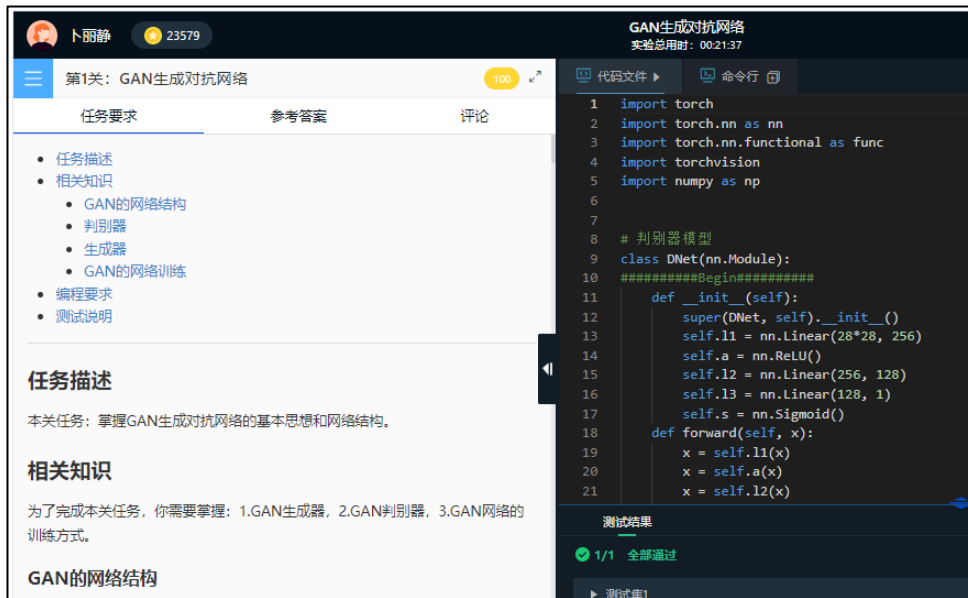 卜丽静
23579
GAN生成对抗网络
实验总用时：00:21:37
第1关：GAN生成对抗网络
100
任务要求
参考答案
评论
任务描述
相关知识
GAN的网络结构
判别器
生成器
GAN的网络训练
编程要求
测试说明
任务描述
本关任务：掌握GAN生成对抗网络的基本思想和网络结构。
相关知识
为了完成本关任务，你需要掌握：1.GAN生成器，2.GAN判别器，3.GAN网络的
训练方式。
GAN的网络结构
代码文件
命令行
1 import torch
2 import torch.nn as nn
3 import torch.nn.functional as func
4 import torchvision
5 import numpy as np
6
7
8 # 判别器模型
9 class DNet(nn.Module):
10 ##########Begin##########
11 def __init__(self):
12 super(DNet, self).__init__()
13 self.l1 = nn.Linear(28*28, 256)
14 self.a = nn.ReLU()
15 self.l2 = nn.Linear(256, 128)
16 self.l3 = nn.Linear(128, 1)
17 self.s = nn.Sigmoid()
18 def forward(self, x):
19 x = self.l1(x)
20 x = self.a(x)
21 x = self.l2(x)
测试结果
1/1 全部通过
测试集1